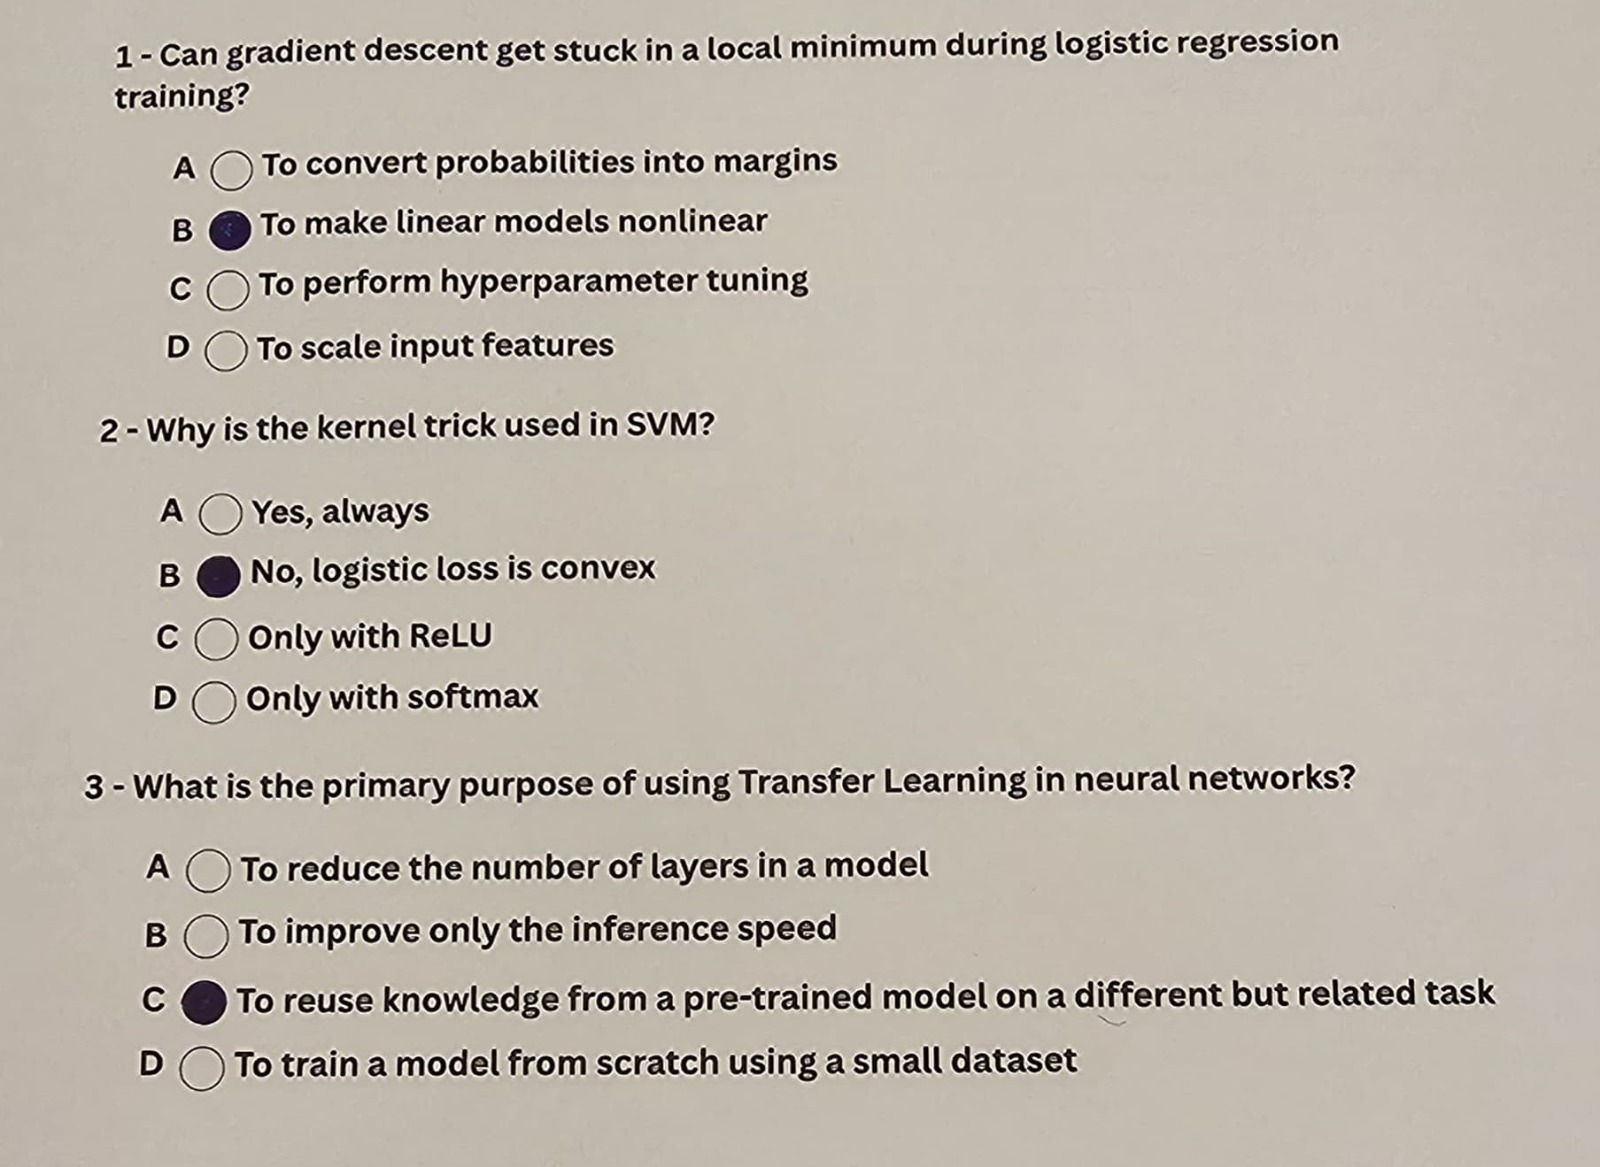 1 - Can gradient descent get stuck in a local minimum during logistic regression
training?
A To convert probabilities into margins
B To make linear models nonlinear
C To perform hyperparameter tuning
D To scale input features
2 - Why is the kernel trick used in SVM?
A Yes, always
B No, logistic loss is convex
C Only with ReLU
D Only with softmax
3 - What is the primary purpose of using Transfer Learning in neural networks?
A To reduce the number of layers in a model
B To improve only the inference speed
C To reuse knowledge from a pre-trained model on a different but related task
D To train a model from scratch using a small dataset